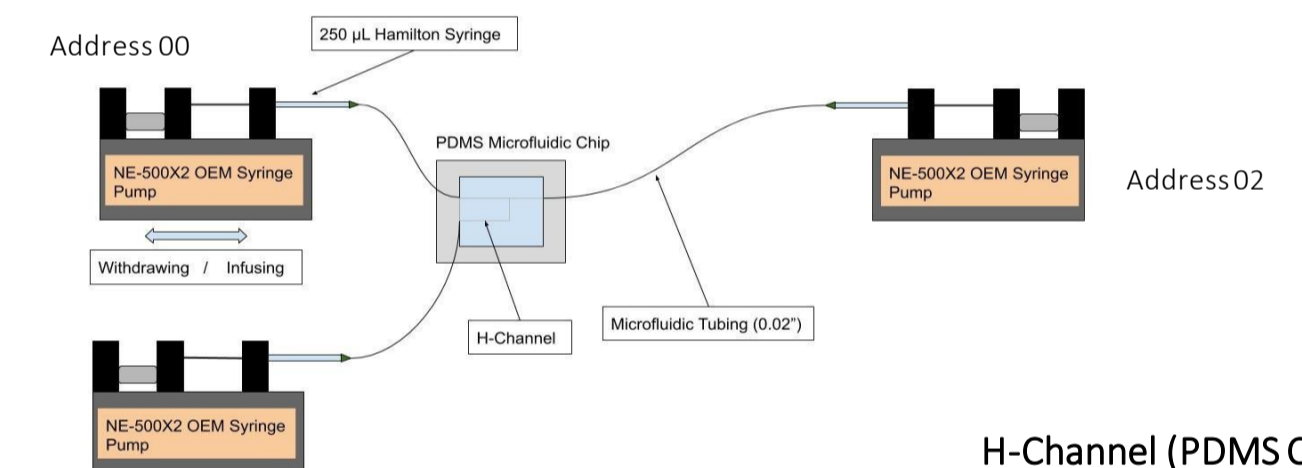 Address 00
250 µL Hamilton Syringe
PDMS Microfluidic Chip
NE-500X2 OEM Syringe
Pump
NE-500X2 OEM Syringe
Pump
Address 02
Withdrawing / Infusing
H-Channel
Microfluidic Tubing (0.02")
NE-500X2 OEM Syringe
Pump
H-Channel (PDMS